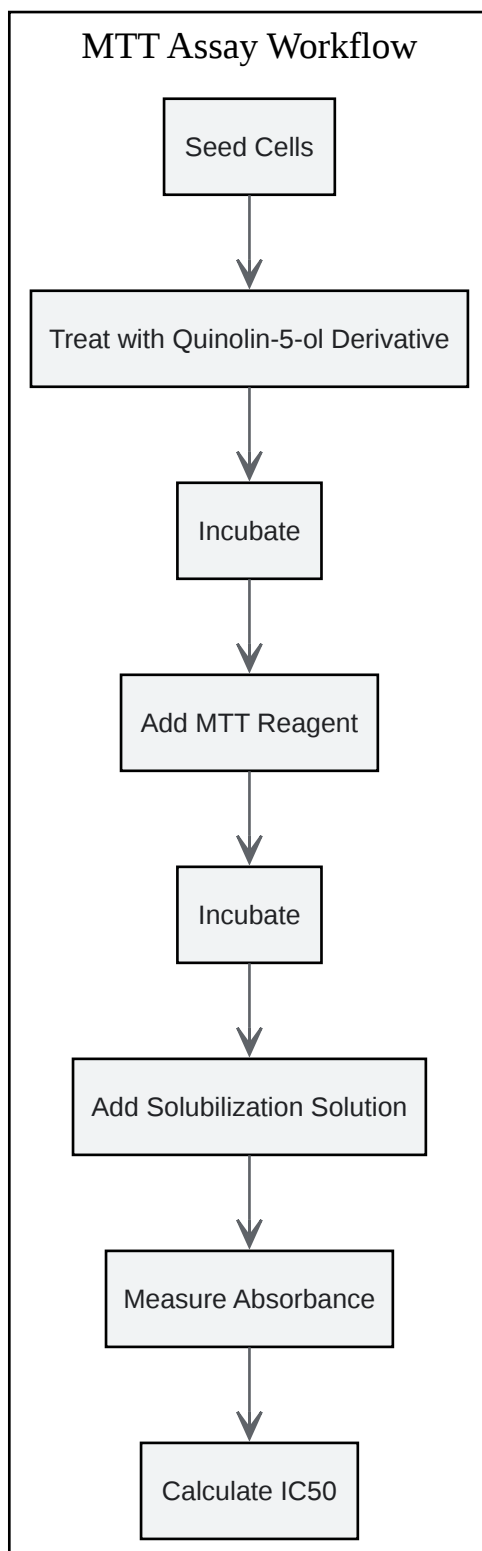 MTT Assay Workflow
Seed Cells
Treat with Quinolin-5-ol Derivative
Incubate
Add MTT Reagent
Incubate
Add Solubilization Solution
Measure Absorbance
Calculate IC50